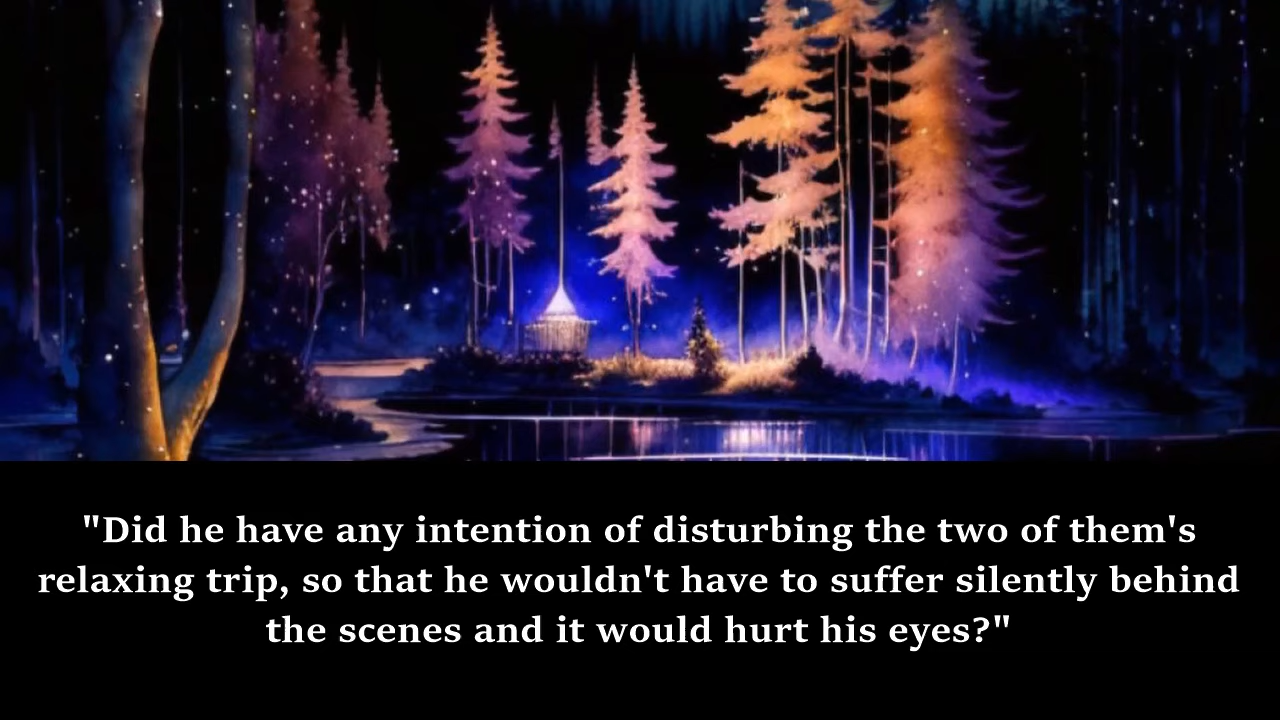 "Did he have any intention of disturbing the two of them's
relaxing trip, so that he wouldn't have to suffer silently behind
the scenes and it would hurt his eyes?"